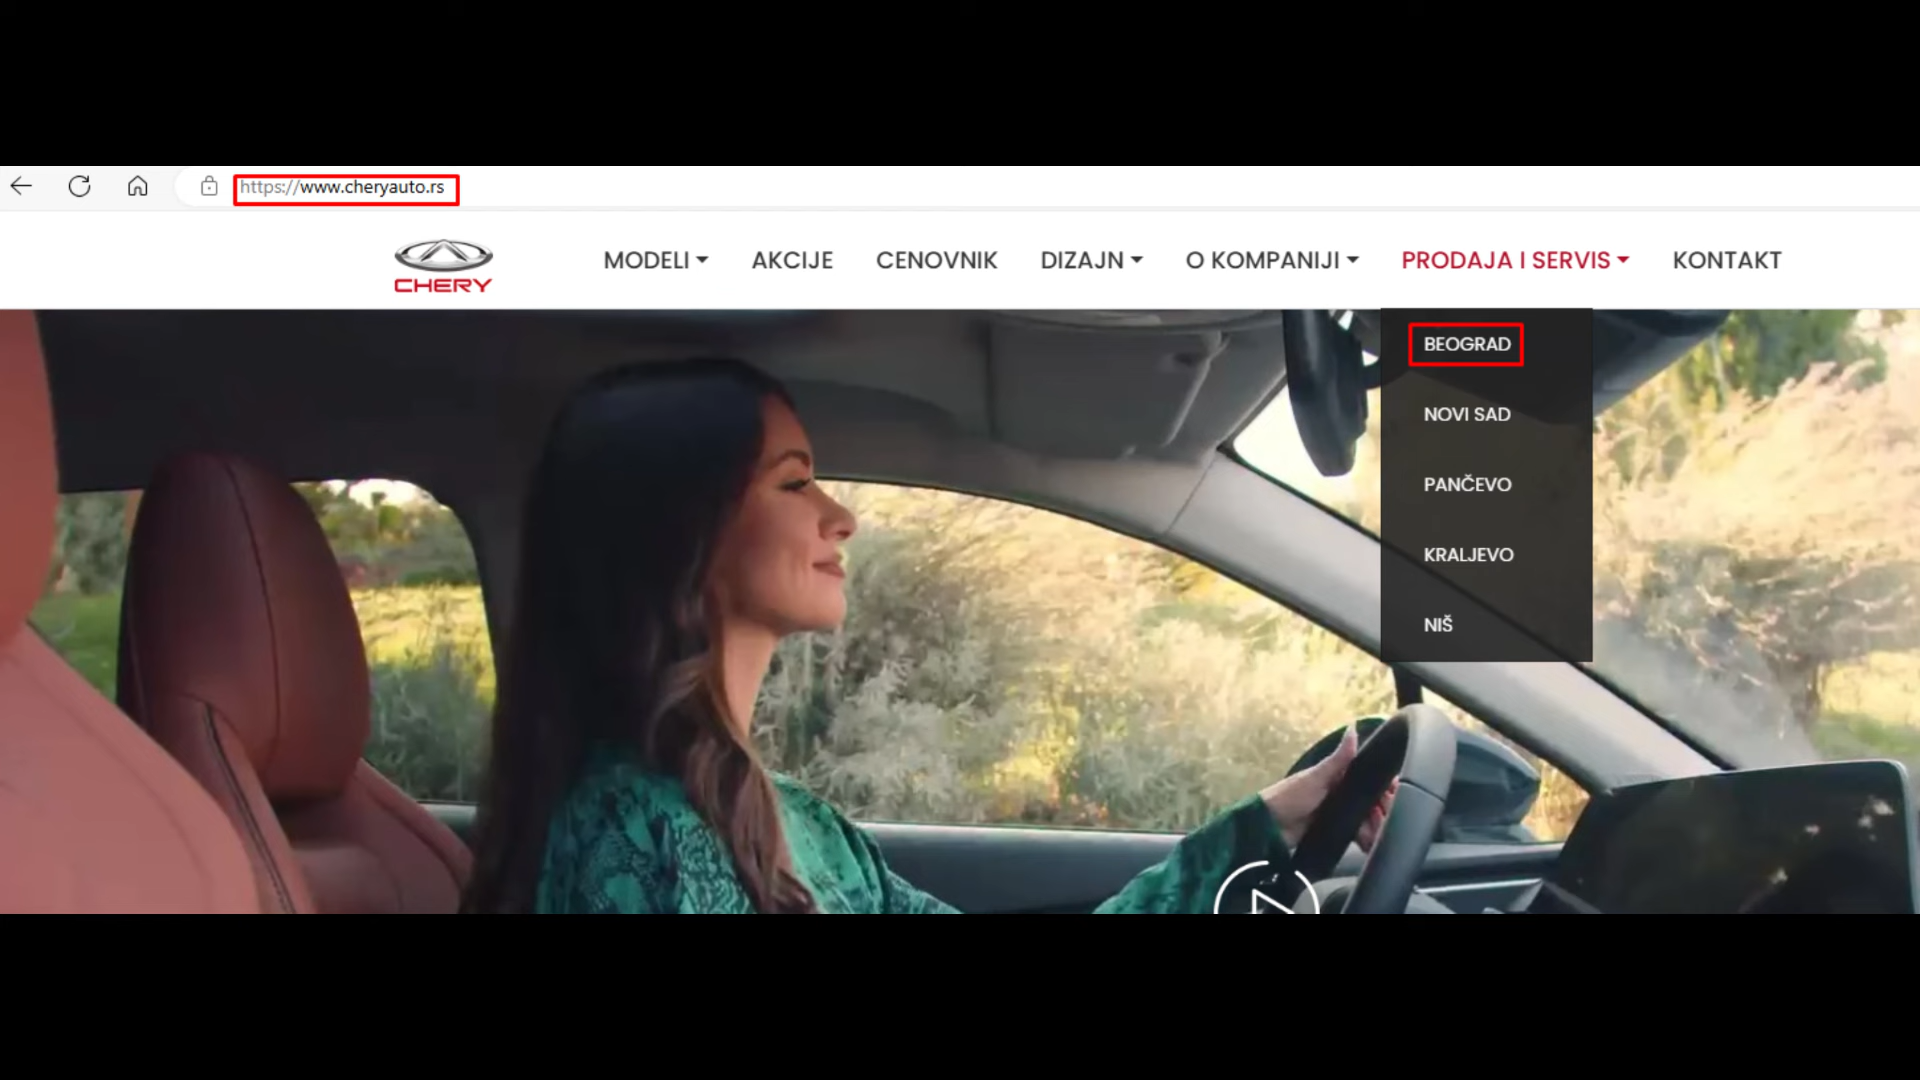 https://www.cheryauto.rs
CHERY
MODELI
AKCIJE
CENOVNIK
DIZAJN
O KOMPANIJI
PRODAJA I SERVIS
KONTAKT
BEOGRAD
NOVI SAD
PANČEVO
KRALJEVO
NIŠ